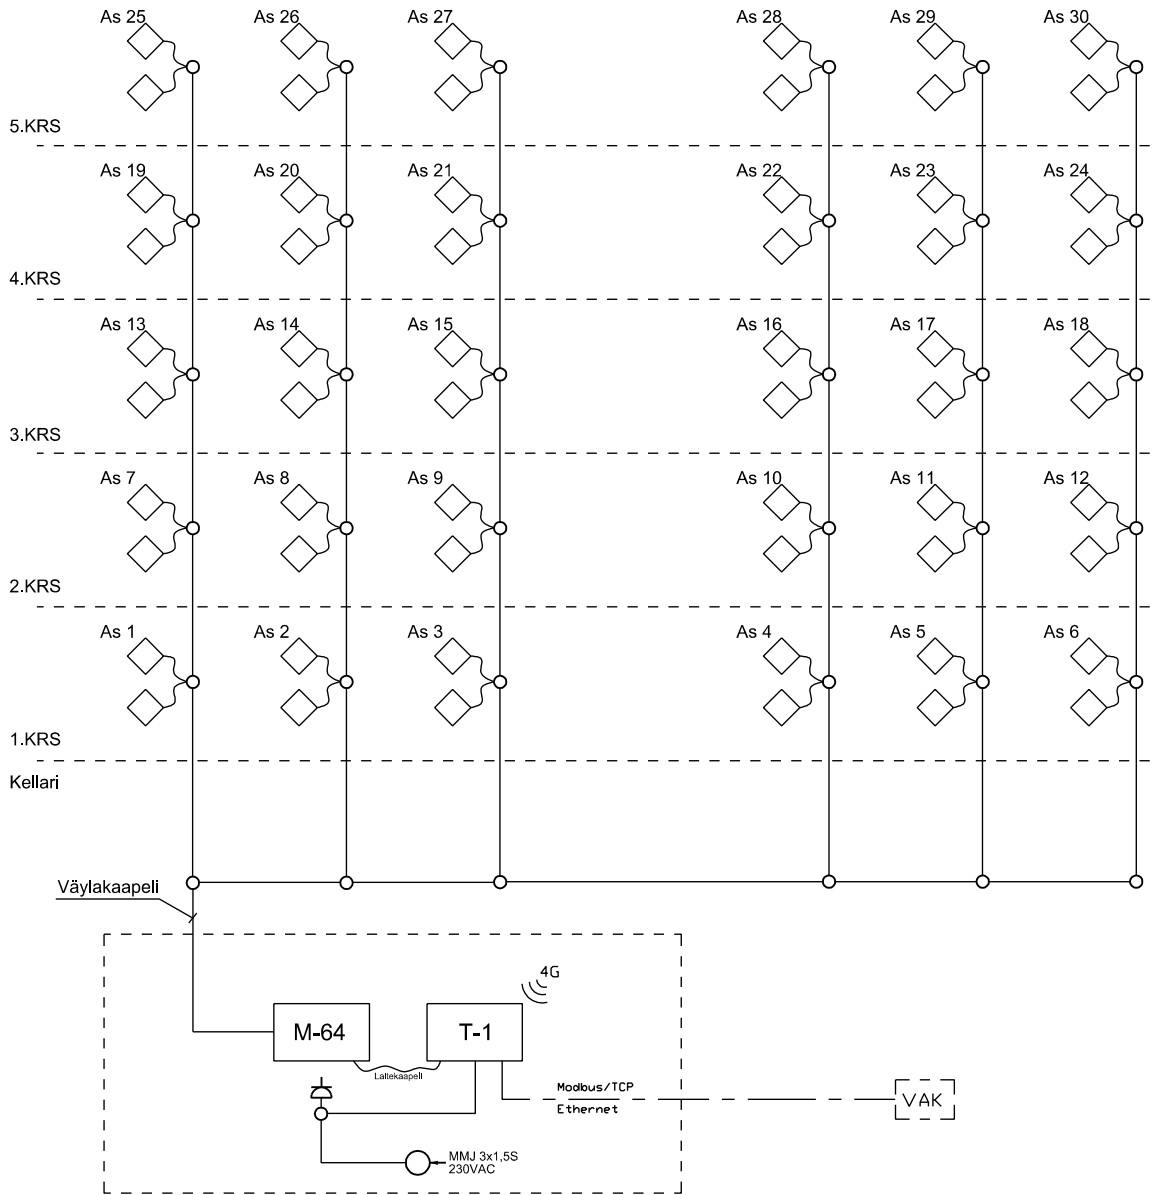 As 25 As 26 As 27 As 28 As 29 As 30
5.KRS
As 19 As 20 As 21 As 22 As 23 As 24
4.KRS
As 13 As 14 As 15 As 16 As 17 As 18
3.KRS
As 7 As 8 As 9 As 10 As 11 As 12
2.KRS
As 1 As 2 As 3 As 4 As 5 As 6
1.KRS
Kellari
Väylakaapeli
4G
M-64 T-1
Laitekaapeli
Modbus/TCP
Ethernet
VAK
MMJ 3x1,5S
230VAC